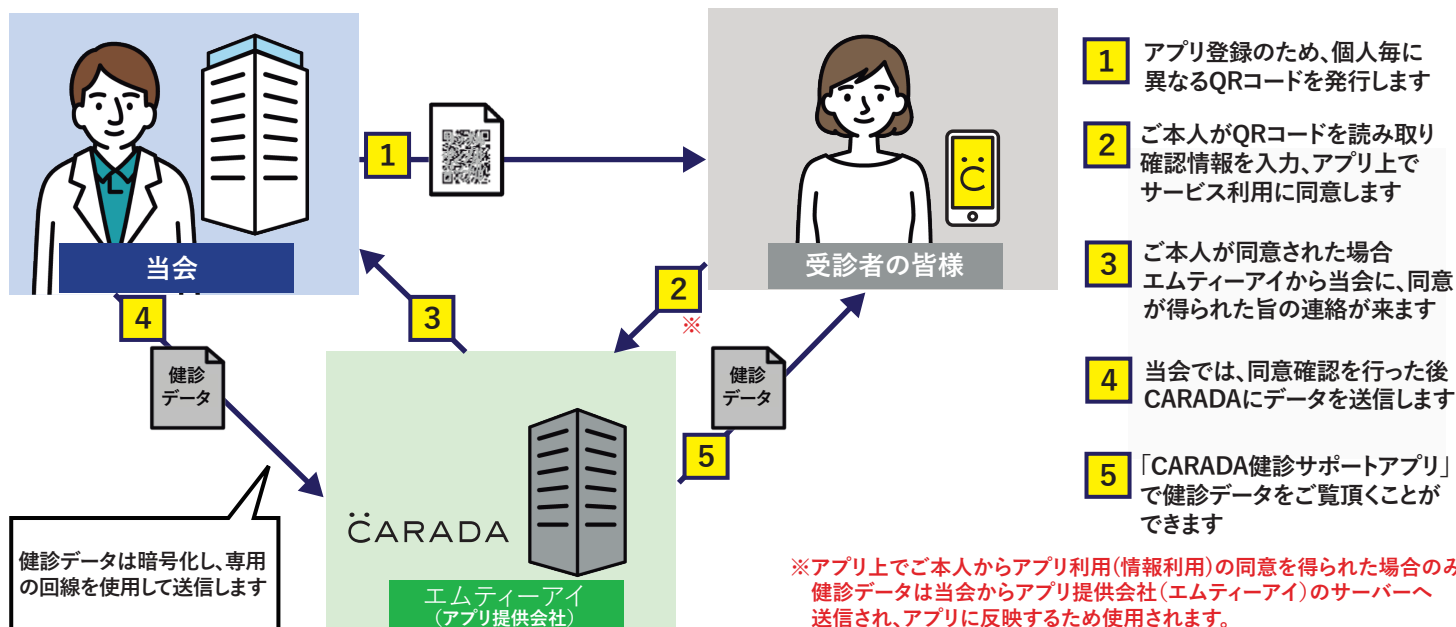 当会
1
受診者の皆様
4
健診
データ
3
2
※
健診
データ
5
健診データは暗号化し、専用
の回線を使用して送信します
CARADA
エムティーアイ
(アプリ提供会社)
1
アプリ登録のため、個人毎に
異なるQRコードを発行します
2
ご本人がQRコードを読み取り
確認情報を入力、アプリ上で
サービス利用に同意します
3
ご本人が同意された場合
エムティーアイから当会に、同意
が得られた旨の連絡が来ます
4
当会では、同意確認を行った後
CARADAにデータを送信します
5
「CARADA健診サポートアプリ」
で健診データをご覧頂くことが
できます
※アプリ上でご本人からアプリ利用(情報利用)の同意を得られた場合のみ
健診データは当会からアプリ提供会社(エムティーアイ)のサーバーへ
送信され、アプリに反映するため使用されます。